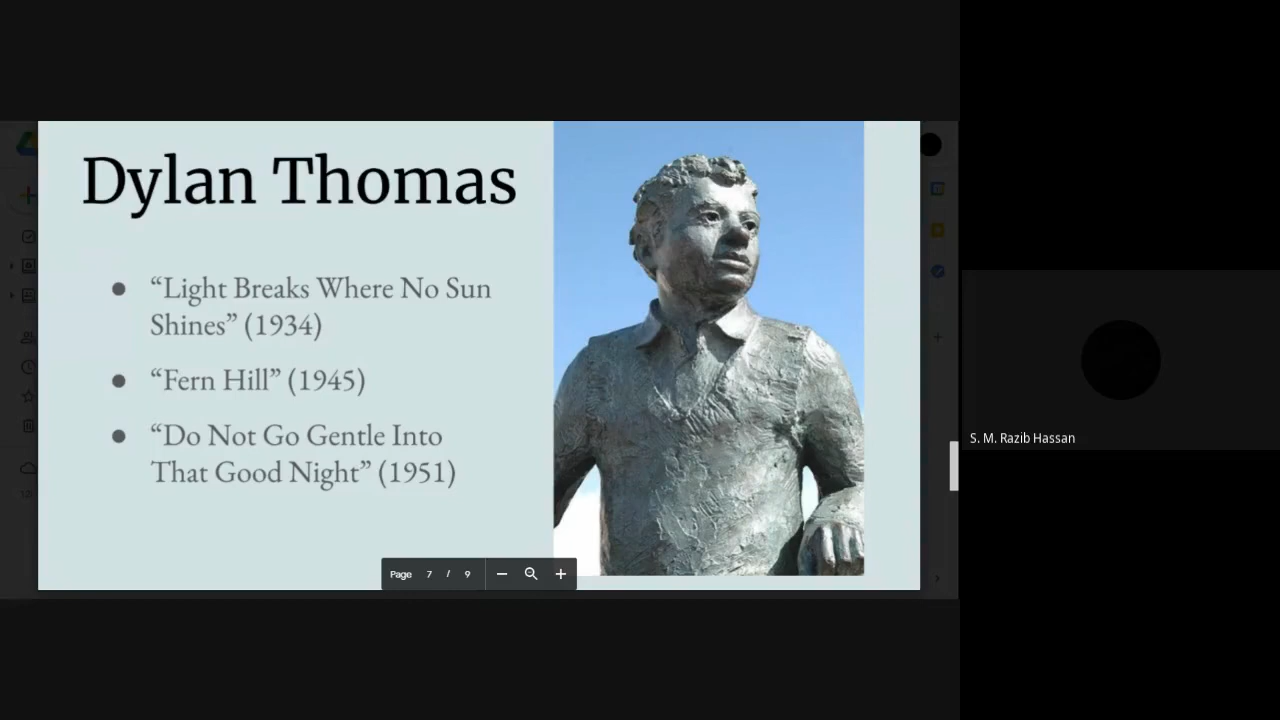 Dylan Thomas
● “Light Breaks Where No Sun
Shines” (1934)
● “Fern Hill” (1945)
● “Do Not Go Gentle Into
That Good Night” (1951)
Page 7 / 9
S. M. Razib Hassan